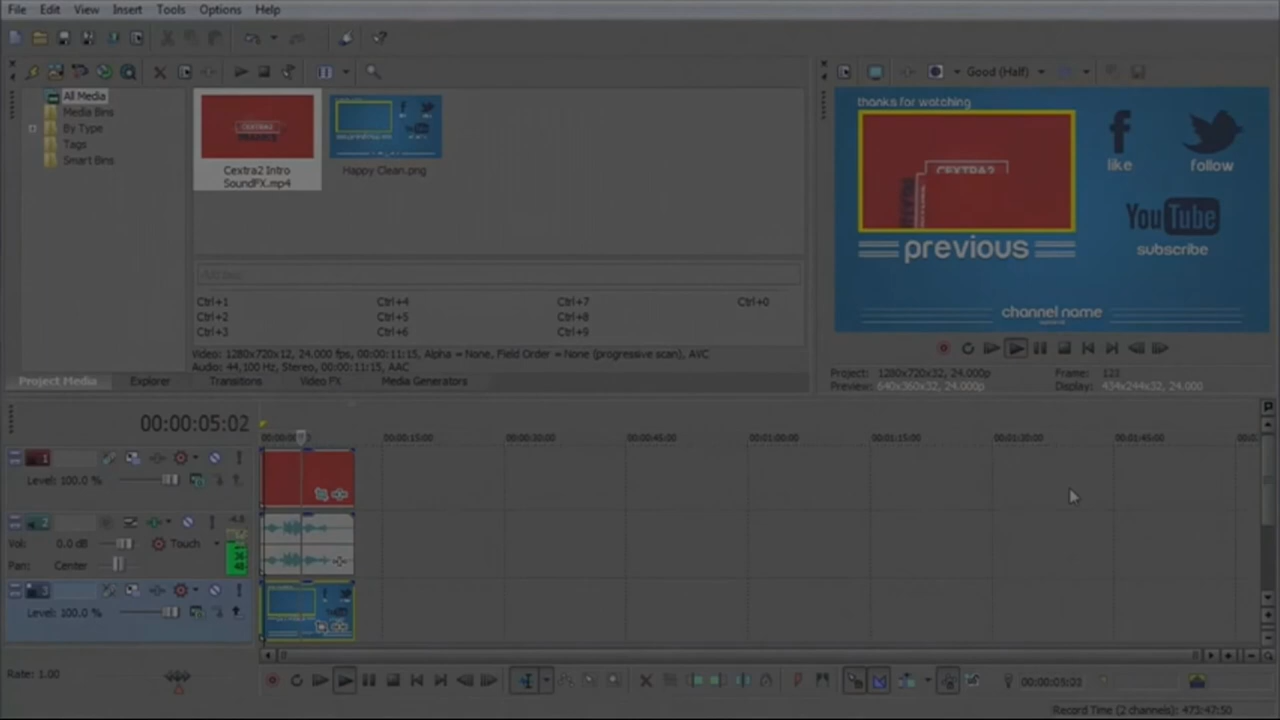 File Edit View Insert Tools Options Help
Good (Half)
All Media
Media Bins
By Type
Tags
Smart Bins
Cextra2 Intro
SoundFX.mp4
Happy Clean.png
Ctrl+1 Ctrl+4 Ctrl+7 Ctrl+0
Ctrl+2 Ctrl+5 Ctrl+8
Ctrl+3 Ctrl+6 Ctrl+9
Video: 1280x720x12, 24.000 fps, 00:00:11:15, Alpha = None, Field Order = None (progressive scan), AVC
Audio: 44,100 Hz, Stereo, 00:00:11:15, AAC
Project Media Explorer Transitions Video FX Media Generators
thanks for watching
CEXTRA2
like
follow
YouTube
subscribe
previous
channel name
Project: 1280x720x32, 24.000p Frame: 123
Preview: 640x360x32, 24.000p Display: 434x244x32, 24.000
00:00:05:02
00:00:15:00 00:00:30:00 00:00:45:00 00:01:00:00 00:01:15:00 00:01:30:00 00:01:45:00
1
Level: 100.0 %
2
Vol: 0.0 dB Touch
Pan: Center
3
Level: 100.0 %
Rate: 1.00
00:00:05:03
Record Time (2 channels): 473:47:50